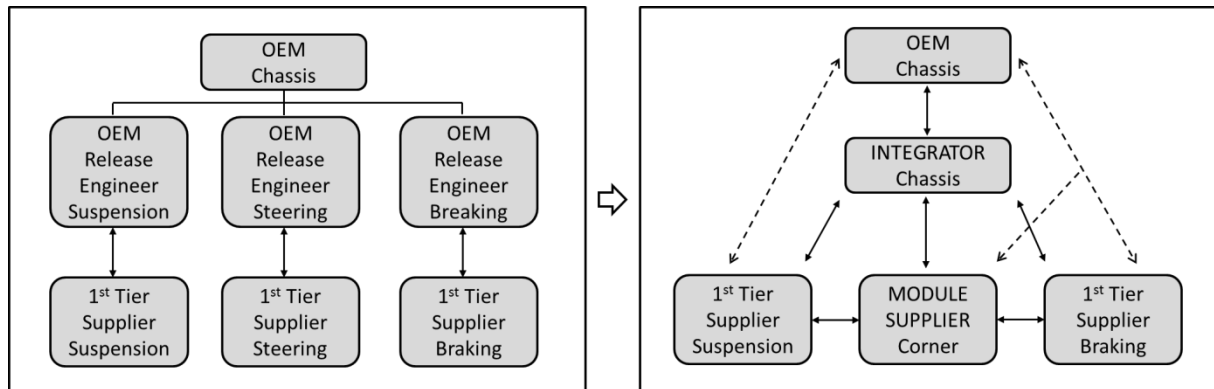 OEM
Chassis
OEM
Release
Engineer
Suspension
OEM
Release
Engineer
Steering
OEM
Release
Engineer
Breaking
1st Tier
Supplier
Suspension
1st Tier
Supplier
Steering
1st Tier
Supplier
Braking
OEM
Chassis
INTEGRATOR
Chassis
1st Tier
Supplier
Suspension
MODULE
SUPPLIER
Corner
1st Tier
Supplier
Braking